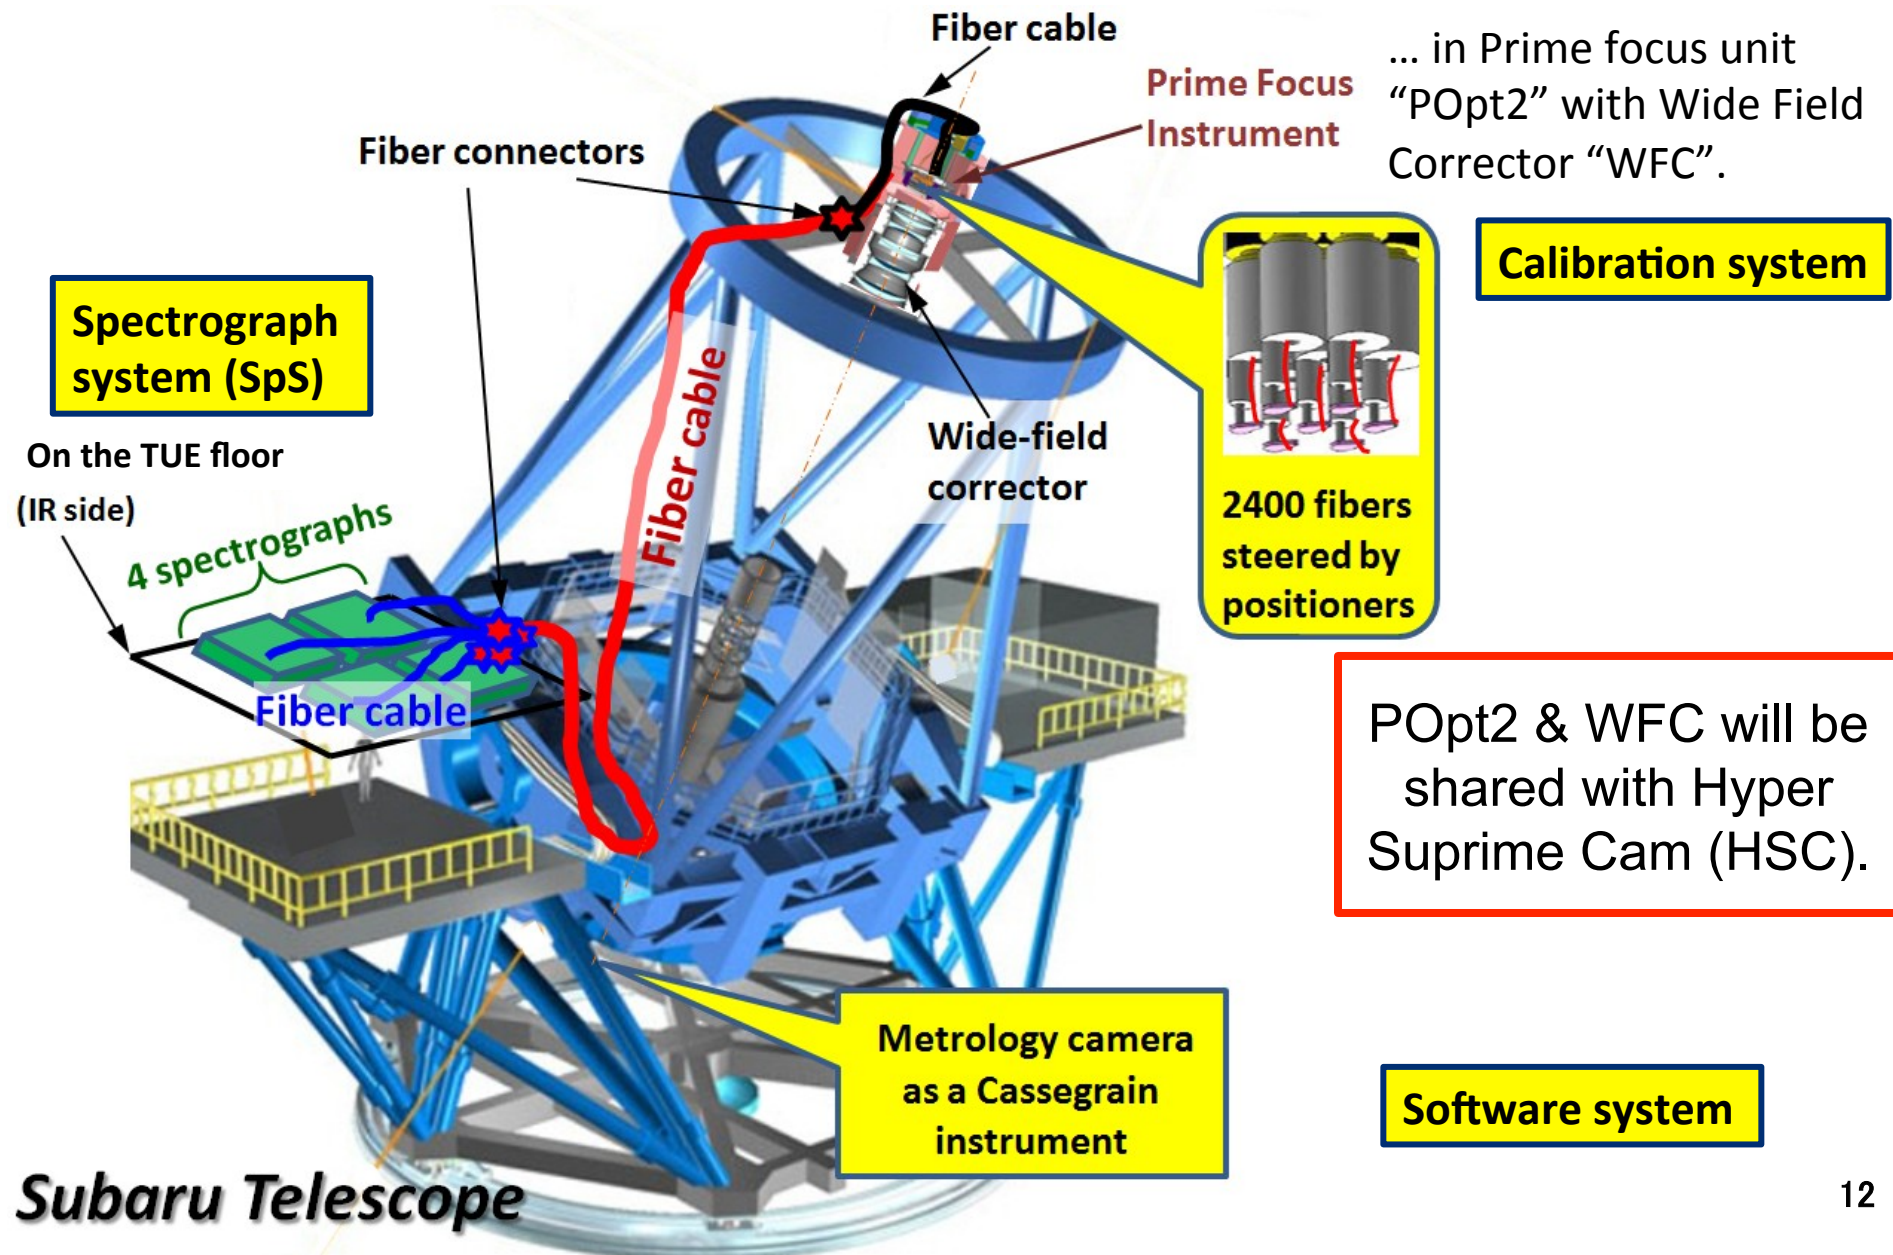 Fiber cable
Prime Focus
Instrument
... in Prime focus unit
“POpt2” with Wide Field
Corrector “WFC”.
Fiber connectors
Calibration system
Spectrograph
system (SpS)
On the TUE floor
(IR side)
4 spectrographs
Fiber cable
Fiber cable
Wide-field
corrector
2400 fibers
steered by
positioners
POpt2 & WFC will be
shared with Hyper
Suprime Cam (HSC).
Metrology camera
as a Cassegrain
instrument
Software system
Subaru Telescope
12